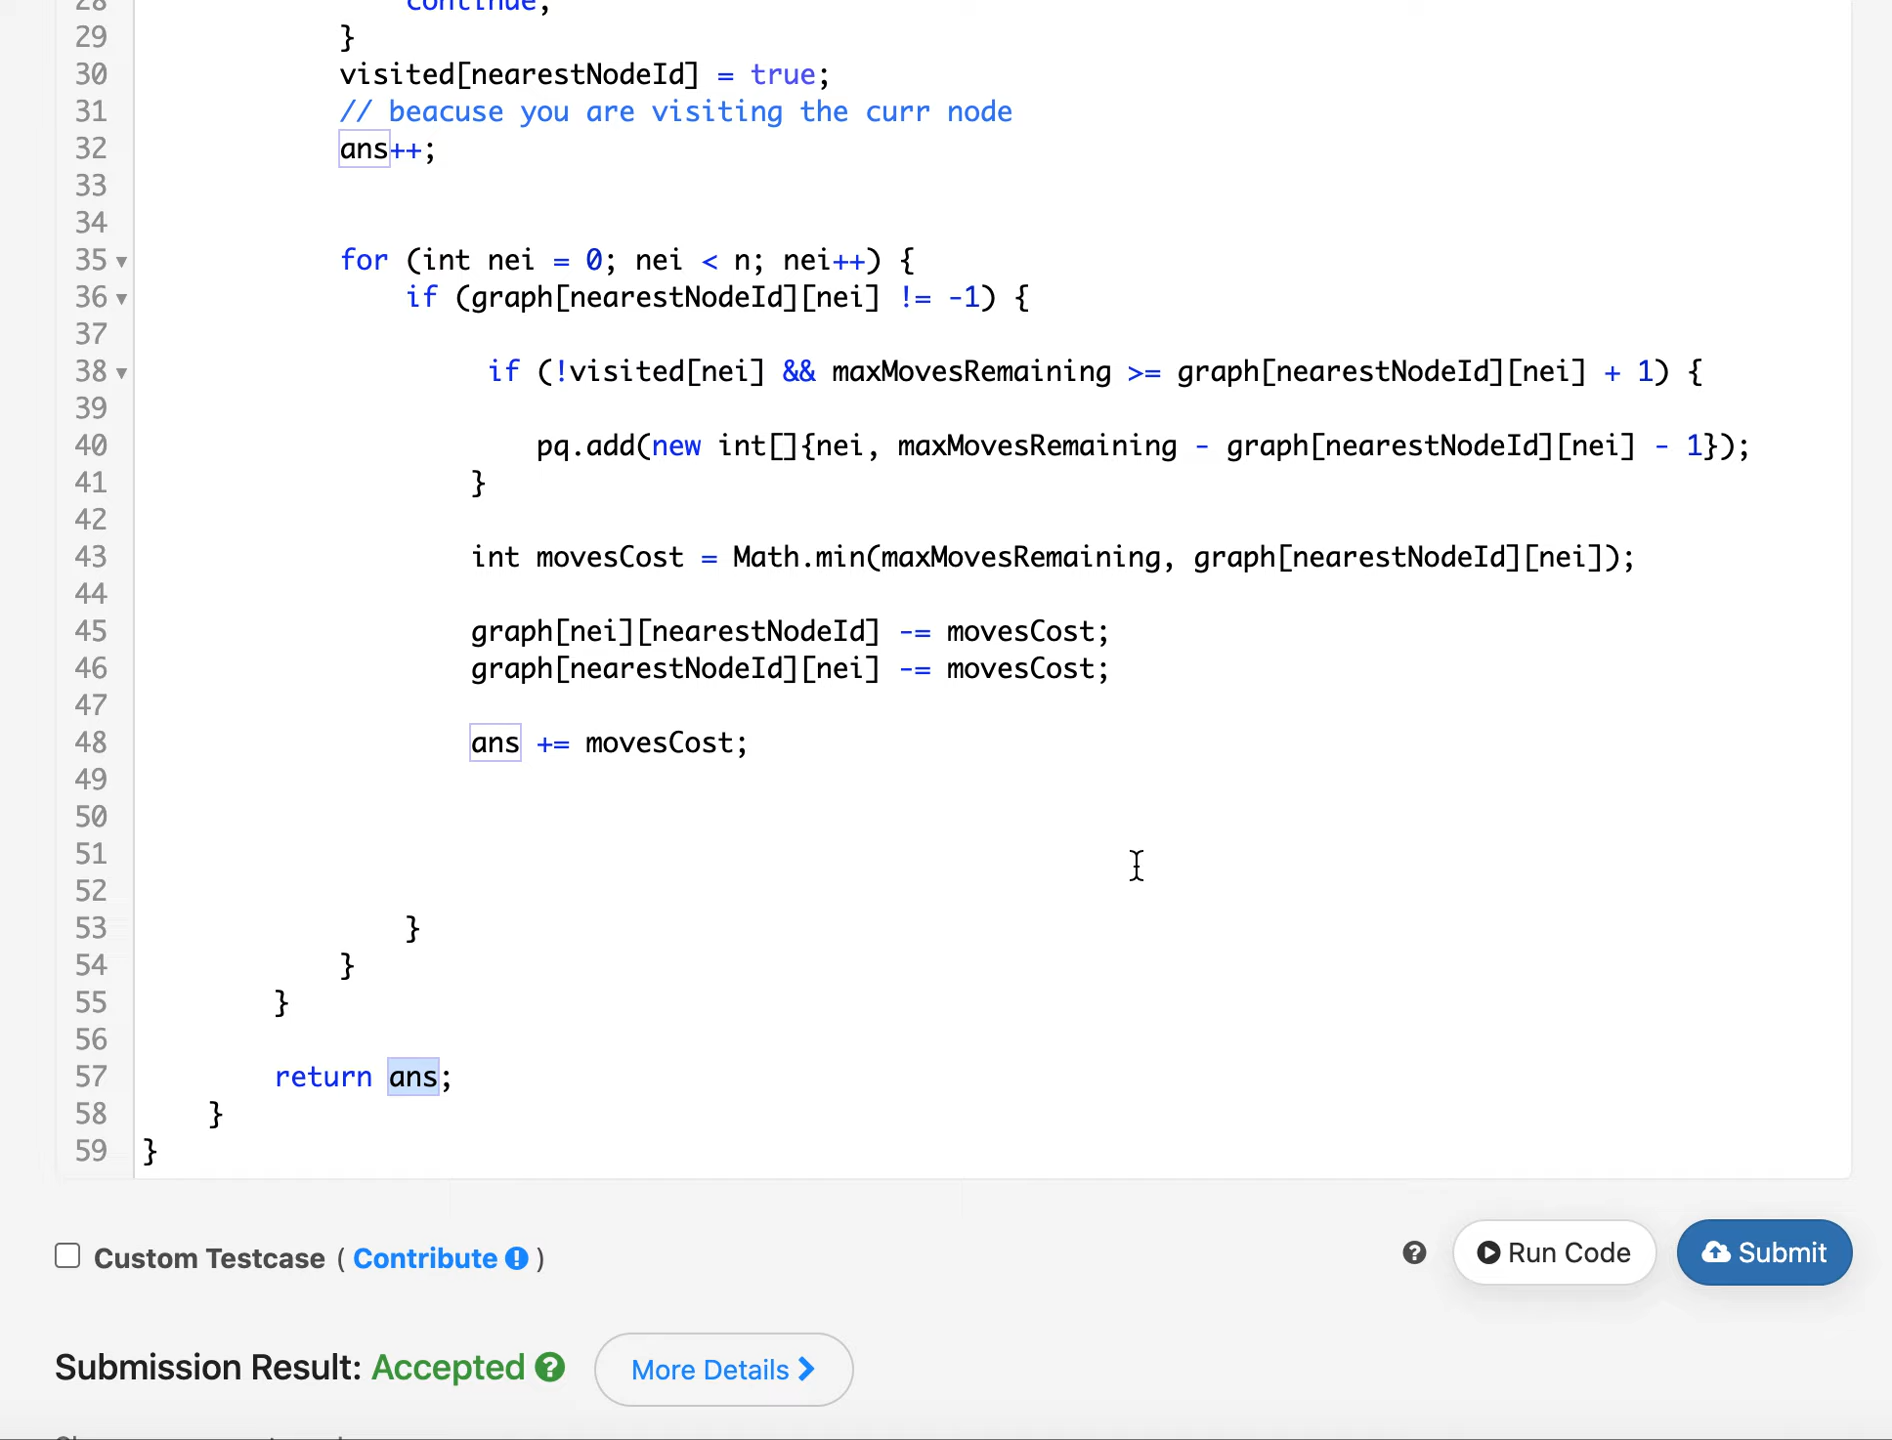 28 continue;
29 }
30 visited[nearestNodeId] = true;
31 // beacuse you are visiting the curr node
32 ans++;
33
34
35 for (int nei = 0; nei < n; nei++) {
36 if (graph[nearestNodeId][nei] != -1) {
37
38 if (!visited[nei] && maxMovesRemaining >= graph[nearestNodeId][nei] + 1) {
39
40 pq.add(new int[]{nei, maxMovesRemaining - graph[nearestNodeId][nei] - 1});
41 }
42
43 int movesCost = Math.min(maxMovesRemaining, graph[nearestNodeId][nei]);
44
45 graph[nei][nearestNodeId] -= movesCost;
46 graph[nearestNodeId][nei] -= movesCost;
47
48 ans += movesCost;
49
50
51
52
53 }
54 }
55 }
56
57 return ans;
58 }
59 }
Custom Testcase ( Contribute )
Run Code
Submit
Submission Result: Accepted
More Details